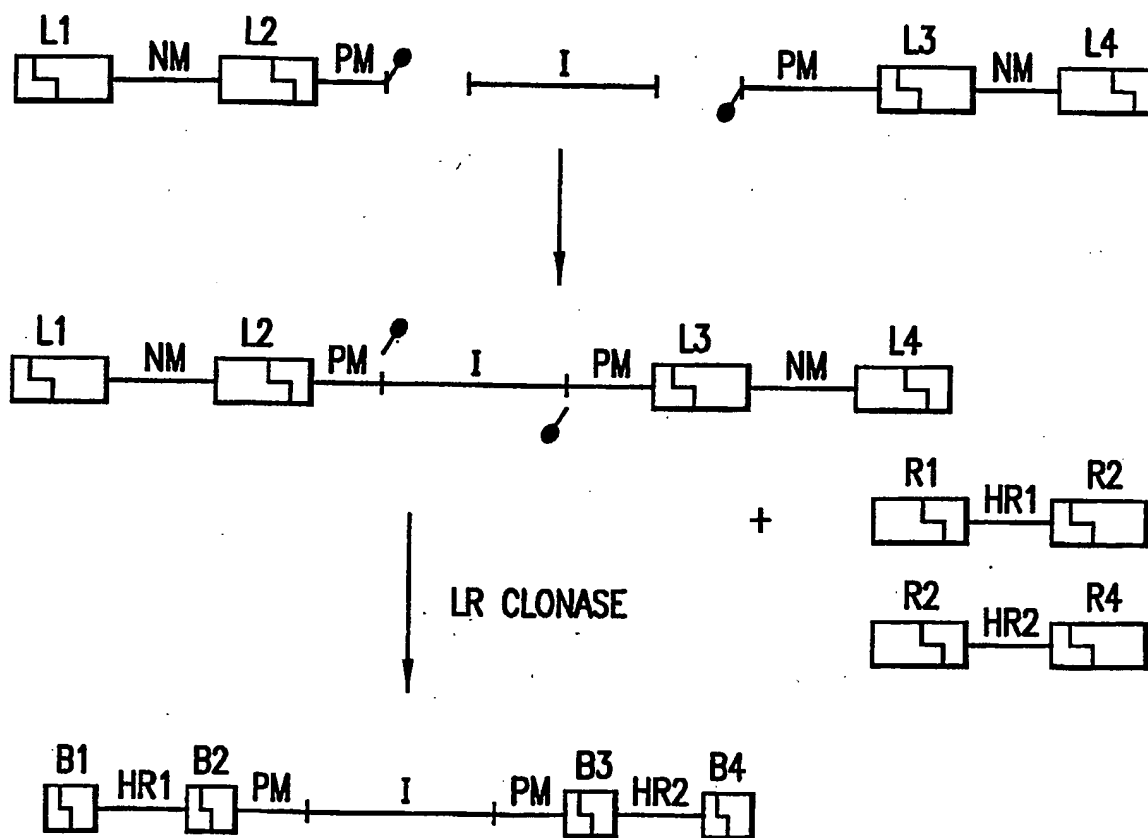 L1 NM L2 PM I PM L3 NM L4
L1 NM L2 PM I PM L3 NM L4
+ R1 HR1 R2
R2 HR2 R4
LR CLONASE
B1 HR1 B2 PM I PM B3 HR2 B4